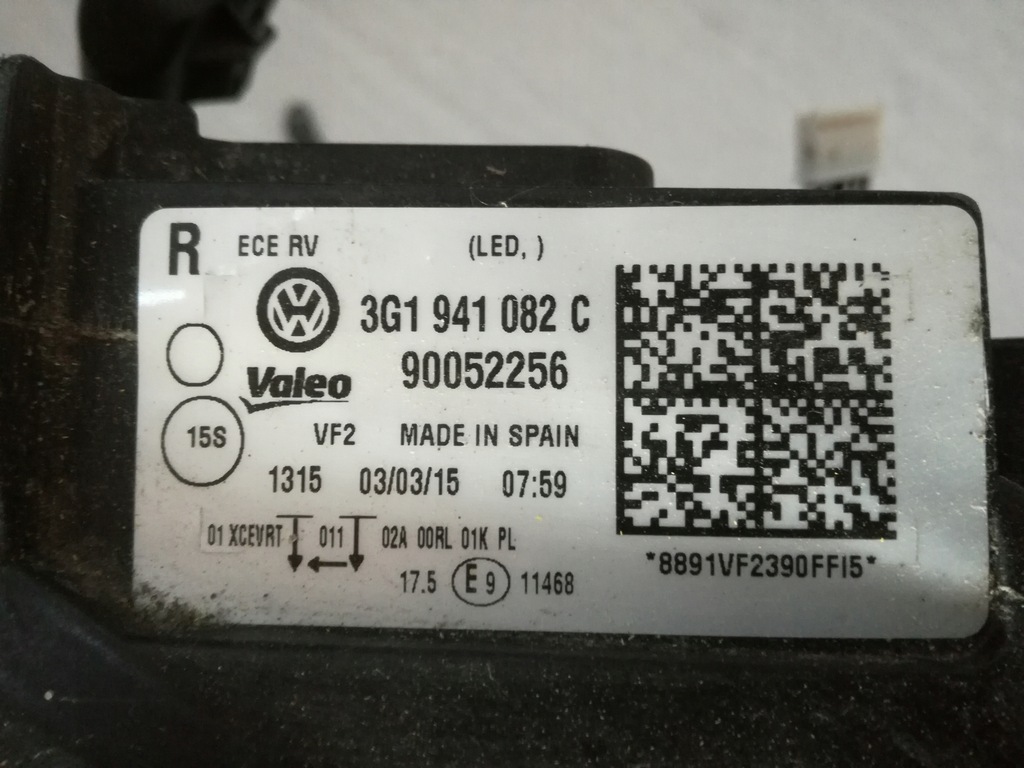 R ECE RV (LED, )
3G1 941 082 C
Valeo 90052256
15S VF2 MADE IN SPAIN
1315 03/03/15 07:59
01 XCEVRT 011 02A 00RL 01K PL
17.5 E 9 11468
*8891VF2390FFI5*